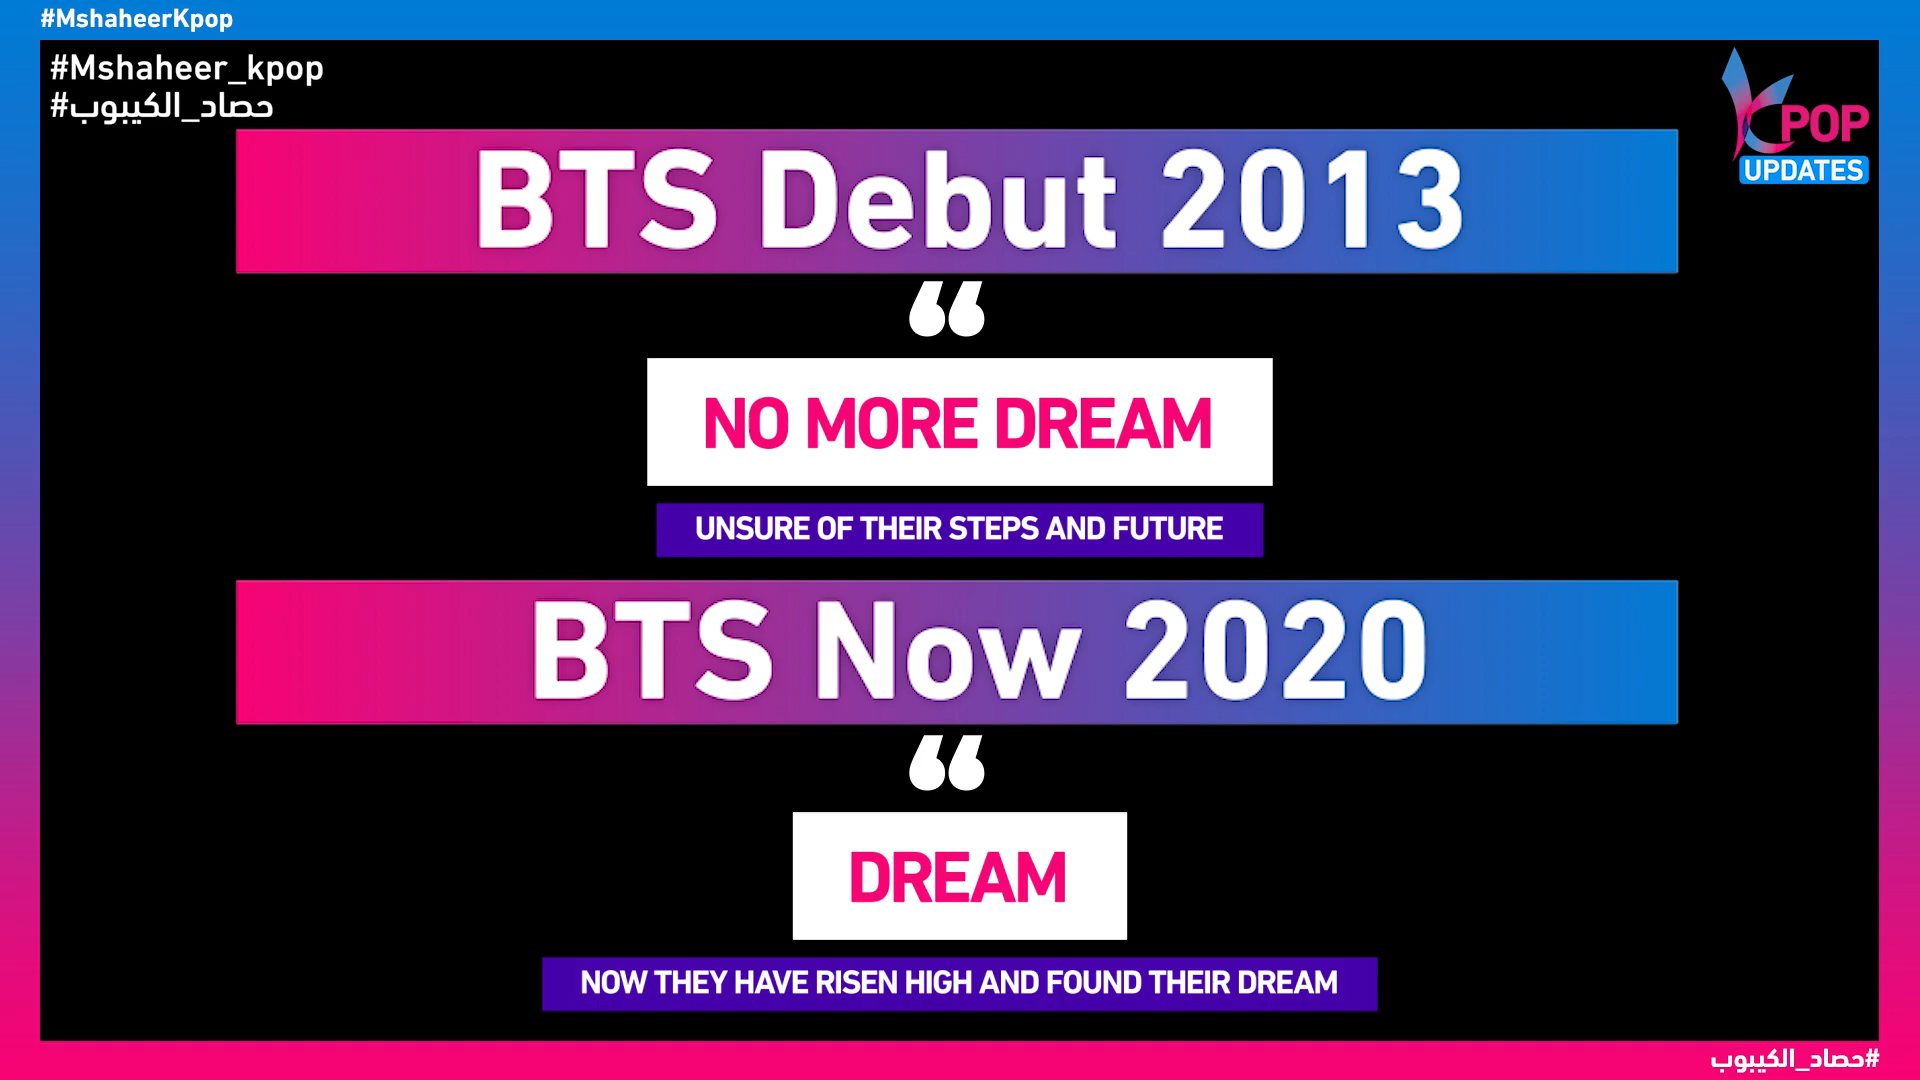 #MshaheerKpop
#Mshaheer_kpop
#حصاد_الكيبوب
Kpop
UPDATES
BTS Debut 2013
“
NO MORE DREAM
UNSURE OF THEIR STEPS AND FUTURE
BTS Now 2020
“
DREAM
NOW THEY HAVE RISEN HIGH AND FOUND THEIR DREAM
#حصاد_الكيبوب